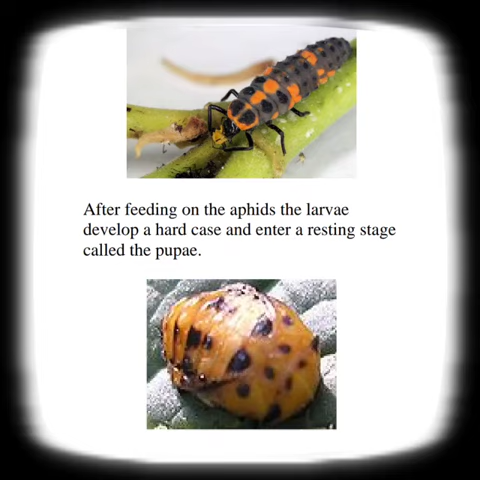 After feeding on the aphids the larvae
develop a hard case and enter a resting stage
called the pupae.